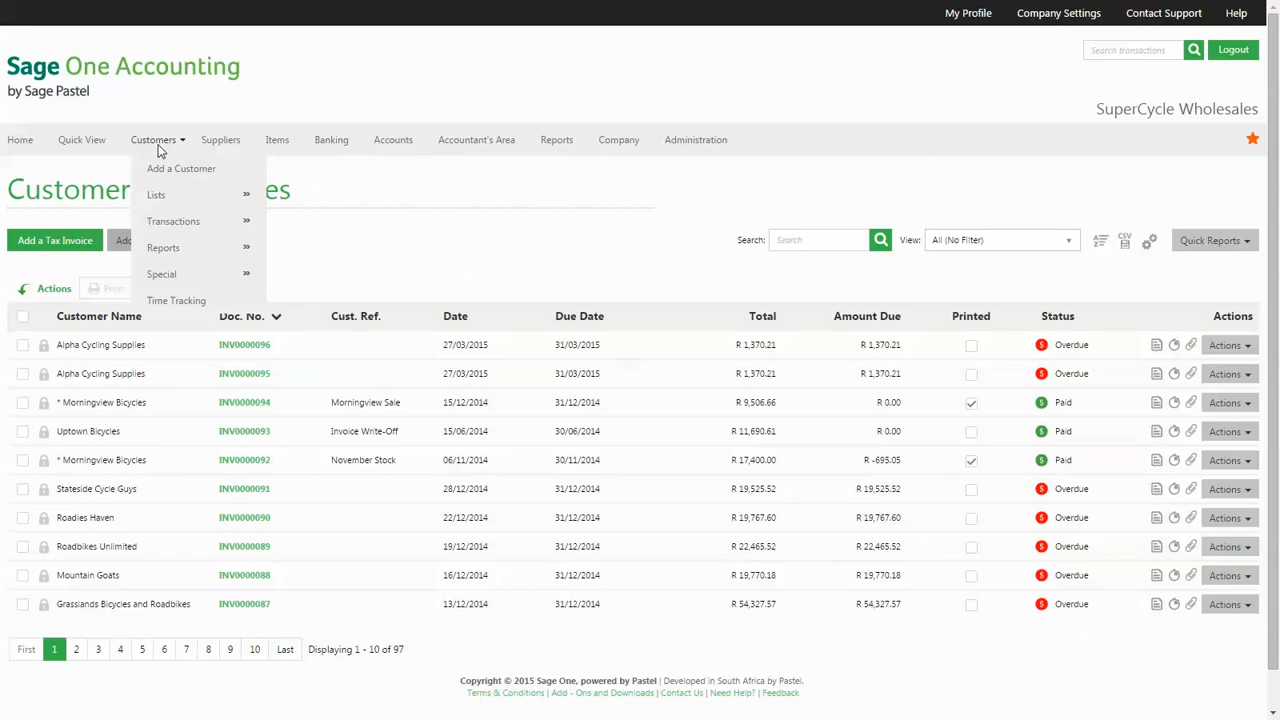 My Profile Company Settings Contact Support Help
Search transactions Logout
Sage One Accounting
by Sage Pastel
SuperCycle Wholesales
Home Quick View Customers Suppliers Items Banking Accounts Accountant's Area Reports Company Administration
Add a Customer
Customer es
Lists »
Transactions »
Add a Tax Invoice Add Search: Search View: All (No Filter) CSV Quick Reports
Reports »
Special »
Actions Print
Time Tracking
Customer Name Doc. No. Cust. Ref. Date Due Date Total Amount Due Printed Status Actions
Alpha Cycling Supplies INV0000096 27/03/2015 31/03/2015 R 1,370.21 R 1,370.21 S Overdue Actions
Alpha Cycling Supplies INV0000095 27/03/2015 31/03/2015 R 1,370.21 R 1,370.21 S Overdue Actions
* Morningview Bicycles INV0000094 Morningview Sale 15/12/2014 31/12/2014 R 9,506.66 R 0.00 S Paid Actions
Uptown Bicycles INV0000093 Invoice Write-Off 15/06/2014 30/06/2014 R 11,690.61 R 0.00 S Paid Actions
* Morningview Bicycles INV0000092 November Stock 06/11/2014 30/11/2014 R 17,400.00 R -695.05 S Paid Actions
Stateside Cycle Guys INV0000091 28/12/2014 31/12/2014 R 19,525.52 R 19,525.52 S Overdue Actions
Roadies Haven INV0000090 22/12/2014 31/12/2014 R 19,767.60 R 19,767.60 S Overdue Actions
Roadbikes Unlimited INV0000089 19/12/2014 31/12/2014 R 22,465.52 R 22,465.52 S Overdue Actions
Mountain Goats INV0000088 16/12/2014 31/12/2014 R 19,770.18 R 19,770.18 S Overdue Actions
Grasslands Bicycles and Roadbikes INV0000087 13/12/2014 31/12/2014 R 54,327.57 R 54,327.57 S Overdue Actions
First 1 2 3 4 5 6 7 8 9 10 Last Displaying 1 - 10 of 97
Copyright © 2015 Sage One, powered by Pastel | Developed in South Africa by Pastel.
Terms & Conditions | Add - Ons and Downloads | Contact Us | Need Help? | Feedback